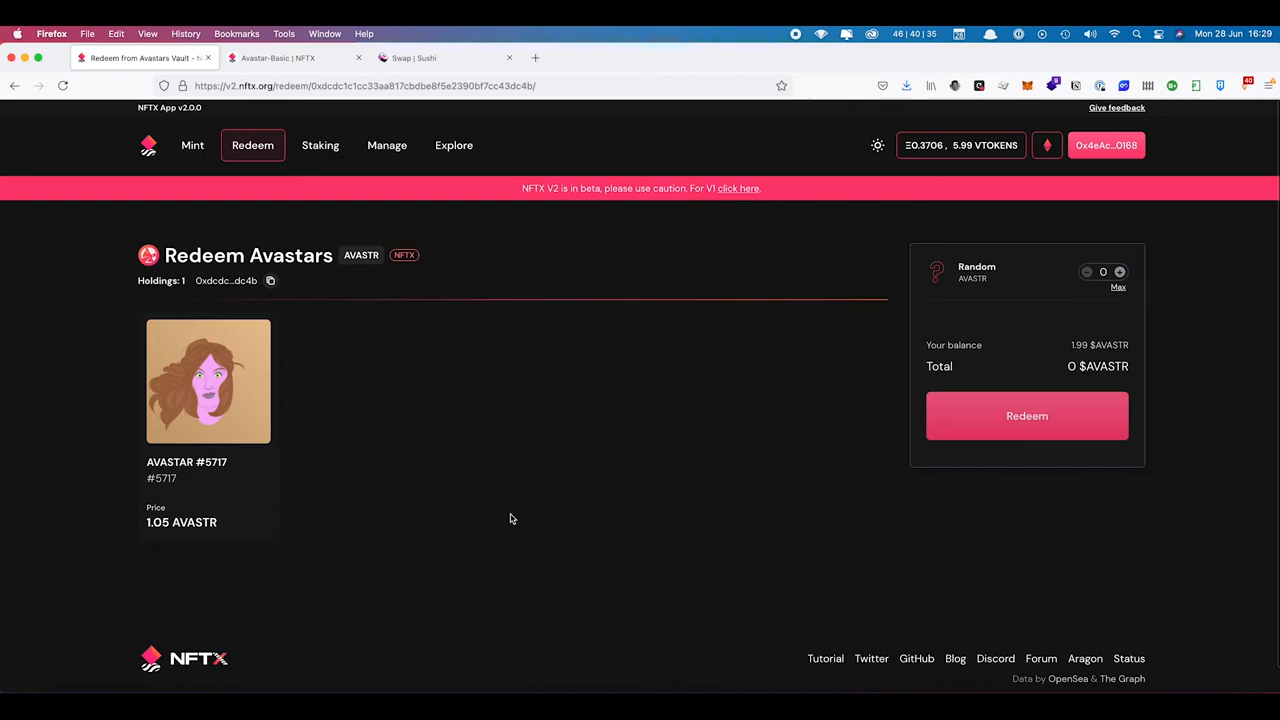 Firefox File Edit View History Bookmarks Tools Window Help 46 | 40 | 35 28 Mon 28 Jun 16:29
Redeem from Avastars Vault - N Avastar-Basic | NFTX Swap | Sushi
https://v2.nftx.org/redeem/0xdcdc1c1cc33aa817cbdbe8f5e2390bf7cc43dc4b/ 9 40
NFTX App v2.0.0 Give feedback
Mint Redeem Staking Manage Explore Ξ0.3706 , 5.99 VTOKENS 0x4eAc...0168
NFTX V2 is in beta, please use caution. For V1 click here.
Redeem Avastars AVASTR NFTX
Holdings: 1 0xdcdc...dc4b
Random
AVASTR
0
Max
Your balance 1.99 $AVASTR
Total 0 $AVASTR
Redeem
AVASTAR #5717
#5717
Price
1.05 AVASTR
NFTX
Tutorial Twitter GitHub Blog Discord Forum Aragon Status
Data by OpenSea & The Graph